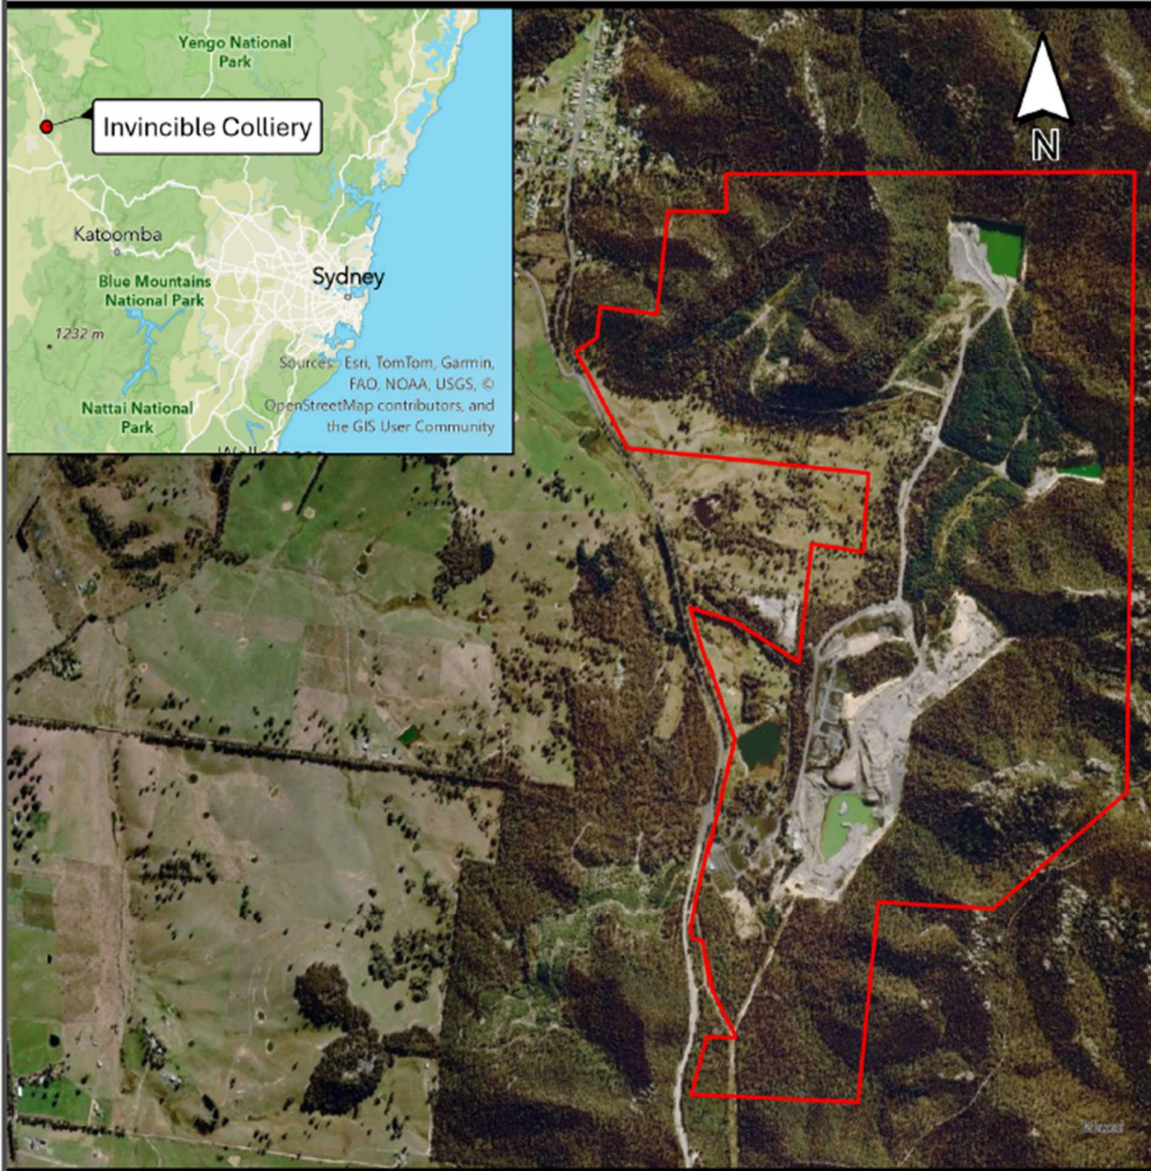 Yengo National
Park
Invincible Colliery
N
Katoomba
Sydney
Blue Mountains
National Park
1232 m
Sources: Esri, TomTom, Garmin,
FAO, NOAA, USGS, ©
OpenStreetMap contributors, and
the GIS User Community
Nattai National
Park